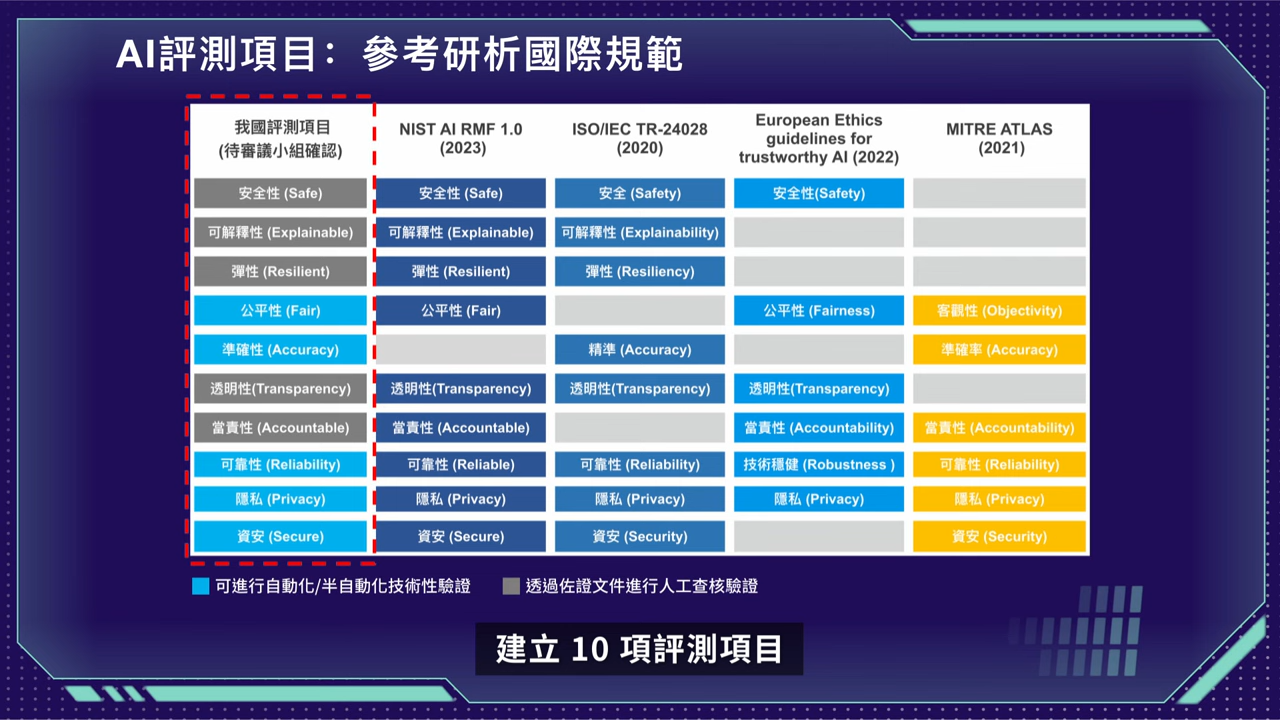 AI評測項目：參考研析國際規範
我國評測項目
(待審議小組確認)
NIST AI RMF 1.0
(2023)
ISO/IEC TR-24028
(2020)
European Ethics
guidelines for
trustworthy AI (2022)
MITRE ATLAS
(2021)
安全性 (Safe)
安全性 (Safe)
安全 (Safety)
安全性(Safety)
可解釋性 (Explainable)
可解釋性 (Explainable)
可解釋性 (Explainability)
彈性 (Resilient)
彈性 (Resilient)
彈性 (Resiliency)
公平性 (Fair)
公平性 (Fair)
公平性 (Fairness)
客觀性 (Objectivity)
準確性 (Accuracy)
精準 (Accuracy)
準確率 (Accuracy)
透明性(Transparency)
透明性(Transparency)
透明性(Transparency)
透明性(Transparency)
當責性 (Accountable)
當責性 (Accountable)
當責性 (Accountability)
當責性 (Accountability)
可靠性 (Reliability)
可靠性 (Reliable)
可靠性 (Reliability)
技術穩健 (Robustness )
可靠性 (Reliability)
隱私 (Privacy)
隱私 (Privacy)
隱私 (Privacy)
隱私 (Privacy)
隱私 (Privacy)
資安 (Secure)
資安 (Secure)
資安 (Security)
資安 (Security)
可進行自動化/半自動化技術性驗證
透過佐證文件進行人工查核驗證
建立 10 項評測項目